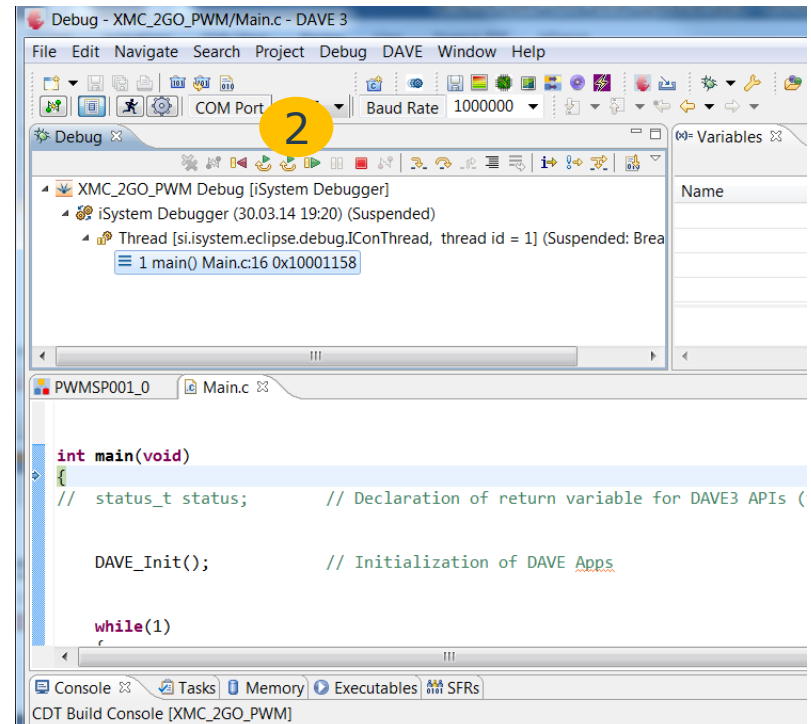 Debug - XMC_2GO_PWM/Main.c - DAVE 3
File Edit Navigate Search Project Debug DAVE Window Help
COM Port
Baud Rate 1000000
2
Debug
Variables
XMC_2GO_PWM Debug [iSystem Debugger]
Name
iSystem Debugger (30.03.14 19:20) (Suspended)
Thread [si.isystem.eclipse.debug.IConThread, thread id = 1] (Suspended: Brea
1 main() Main.c:16 0x10001158
PWMSP001_0 Main.c
int main(void)
{
// status_t status; // Declaration of return variable for DAVE3 APIs (
DAVE_Init(); // Initialization of DAVE Apps
while(1)
{
Console Tasks Memory Executables SFRs
CDT Build Console [XMC_2GO_PWM]